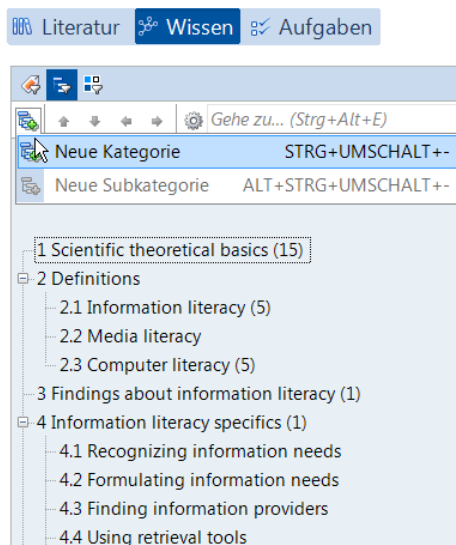 Literatur Wissen Aufgaben
Gehe zu... (Strg+Alt+E)
Neue Kategorie STRG+UMSCHALT+-
Neue Subkategorie ALT+STRG+UMSCHALT+-
1 Scientific theoretical basics (15)
2 Definitions
2.1 Information literacy (5)
2.2 Media literacy
2.3 Computer literacy (5)
3 Findings about information literacy (1)
4 Information literacy specifics (1)
4.1 Recognizing information needs
4.2 Formulating information needs
4.3 Finding information providers
4.4 Using retrieval tools